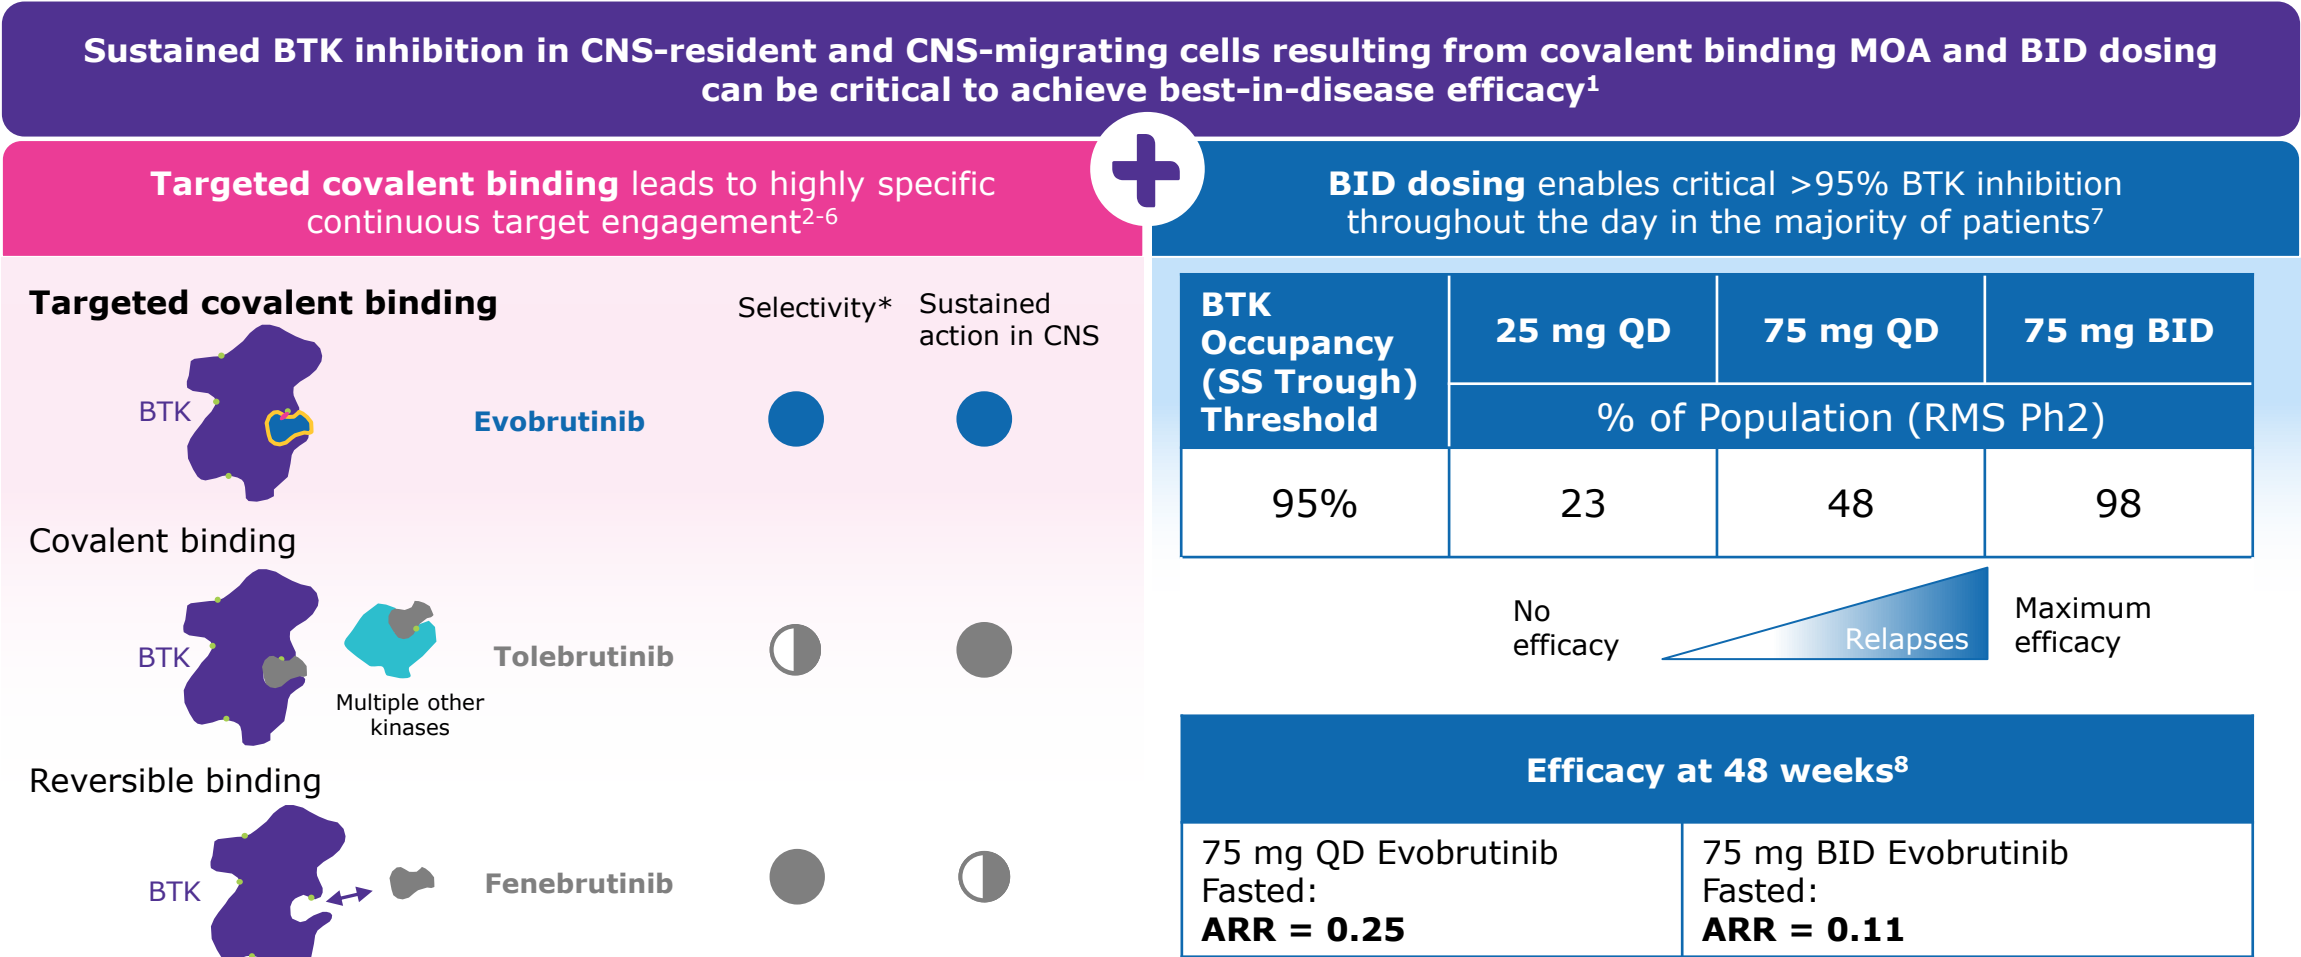 Sustained BTK inhibition in CNS-resident and CNS-migrating cells resulting from covalent binding MOA and BID dosing
can be critical to achieve best-in-disease efficacy¹
Targeted covalent binding leads to highly specific
continuous target engagement²⁻⁶
Targeted covalent binding
Selectivity*
Sustained
action in CNS
BTK
Evobrutinib
Covalent binding
BTK
Multiple other
kinases
Tolebrutinib
Reversible binding
BTK
Fenebrutinib
BID dosing enables critical >95% BTK inhibition
throughout the day in the majority of patients⁷
BTK
Occupancy
(SS Trough)
Threshold
25 mg QD
75 mg QD
75 mg BID
% of Population (RMS Ph2)
95%
23
48
98
No
efficacy
Relapses
Maximum
efficacy
Efficacy at 48 weeks⁸
75 mg QD Evobrutinib
Fasted:
ARR = 0.25
75 mg BID Evobrutinib
Fasted:
ARR = 0.11